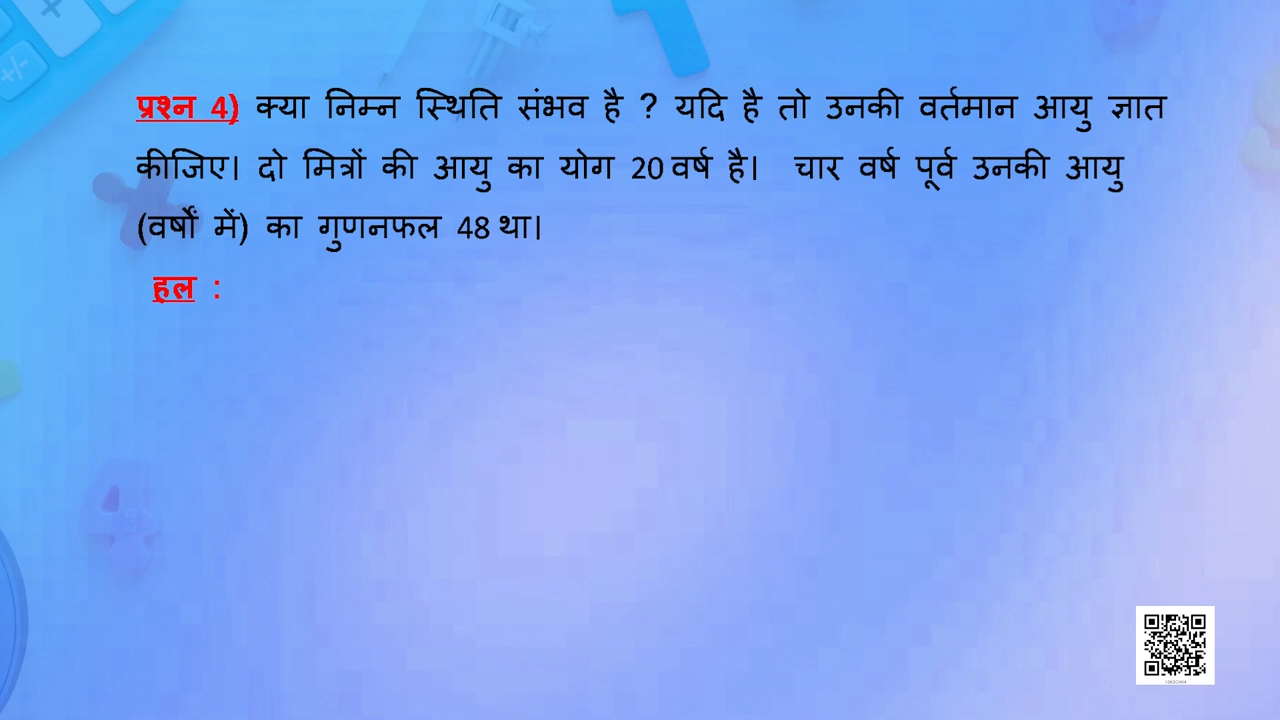 प्रश्न 4) क्या निम्न स्थिति संभव है ? यदि है तो उनकी वर्तमान आयु ज्ञात
कीजिए। दो मित्रों की आयु का योग 20 वर्ष है। चार वर्ष पूर्व उनकी आयु
(वर्षों में) का गुणनफल 48 था।
हल :